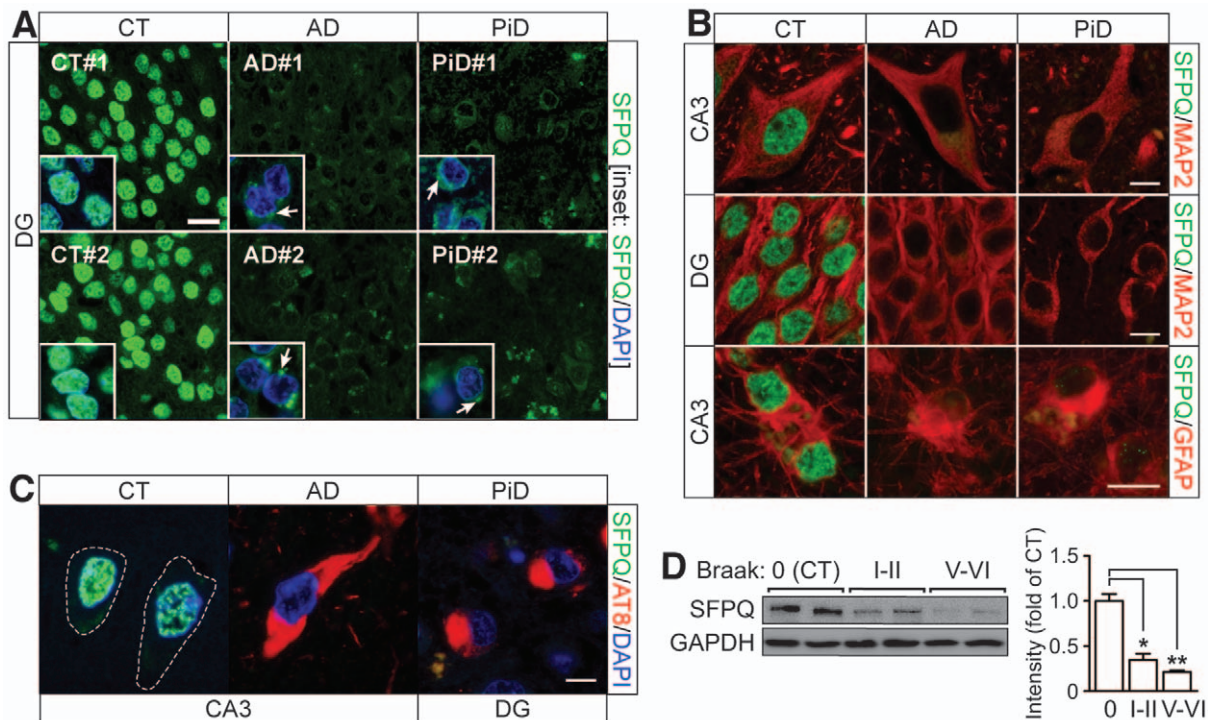 A
CT
AD
PiD
DG
CT#1
AD#1
PiD#1
CT#2
AD#2
PiD#2
SFPQ [inset: SFPQ/DAPI]
B
CT
AD
PiD
CA3
SFPQ/MAP2
DG
SFPQ/MAP2
CA3
SFPQ/GFAP
C
CT
AD
PiD
SFPQ/AT8/DAPI
CA3
DG
D
Braak: 0 (CT) I-II V-VI
SFPQ
GAPDH
Intensity (fold of CT)
1.5
1.0
0.5
0
*
**
0 I-II V-VI